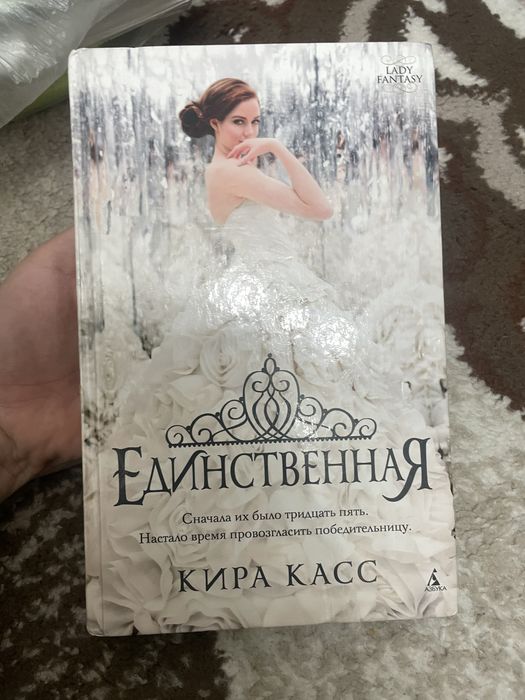 LADY
FANTASY
ЕДИНСТВЕННАЯ
Сначала их было тридцать пять.
Настало время провозгласить победительницу.
КИРА КАСС
АЗБУКА